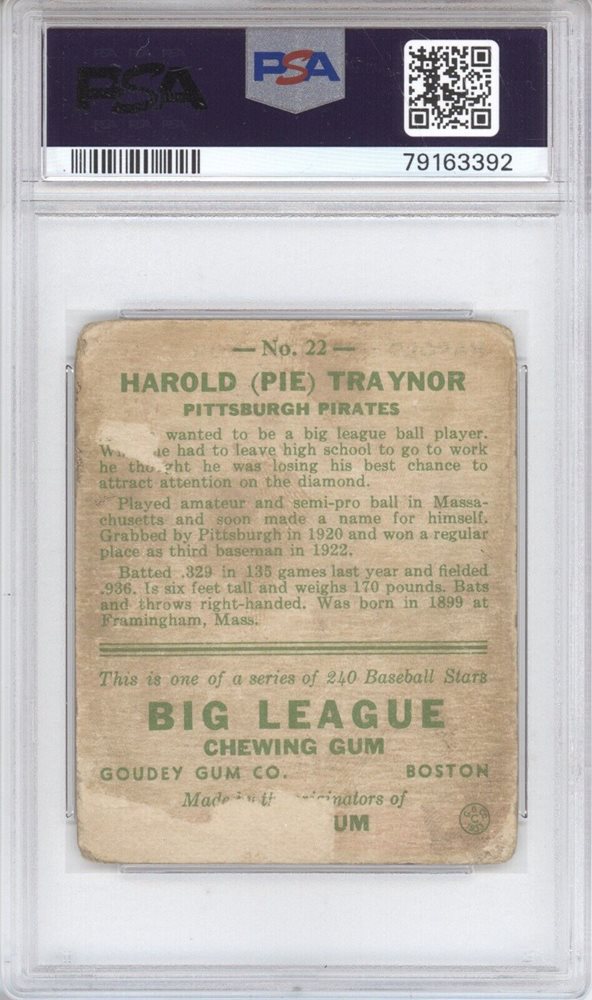 PSA
PSA
79163392
— No. 22 —
HAROLD (PIE) TRAYNOR
PITTSBURGH PIRATES
wanted to be a big league ball player.
he had to leave high school to go to work
he thought he was losing his best chance to
attract attention on the diamond.
Played amateur and semi-pro ball in Massa-
chusetts and soon made a name for himself.
Grabbed by Pittsburgh in 1920 and won a regular
place as third baseman in 1922.
Batted .329 in 135 games last year and fielded
.936. Is six feet tall and weighs 170 pounds. Bats
and throws right-handed. Was born in 1899 at
Framingham, Mass.
This is one of a series of 240 Baseball Stars
BIG LEAGUE
CHEWING GUM
GOUDEY GUM CO. BOSTON
Made by the originators of
UM